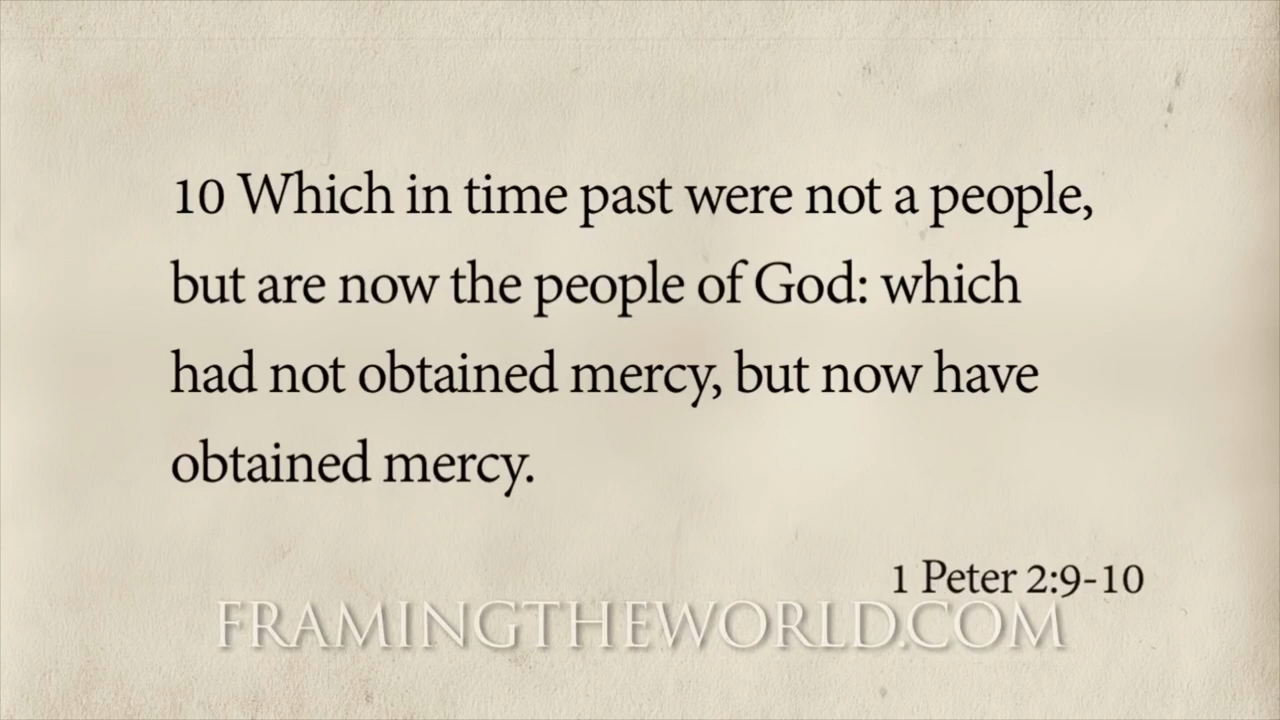 10 Which in time past were not a people,
but are now the people of God: which
had not obtained mercy, but now have
obtained mercy.
1 Peter 2:9-10
FRAMINGTHEWORLD.COM